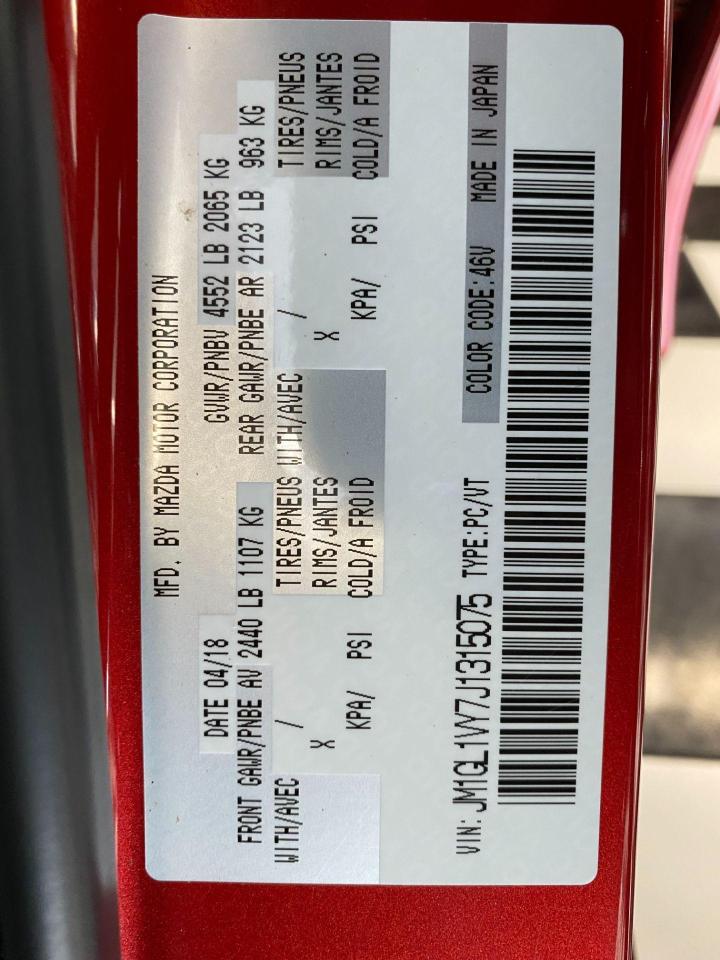 MFD. BY MAZDA MOTOR CORPORATION
DATE 04/18 GVWR/PNBV 4552 LB 2065 KG
FRONT GAWR/PNBE AV 2440 LB 1107 KG REAR GAWR/PNBE AR 2123 LB 963 KG
WITH/AVEC / TIRES/PNEUS WITH/AVEC / TIRES/PNEUS
X RIMS/JANTES X RIMS/JANTES
KPA/ PSI COLD/A FROID KPA/ PSI COLD/A FROID
VIN: JM1GL1VY7J1315075 TYPE:PC/VT COLOR CODE:46V MADE IN JAPAN